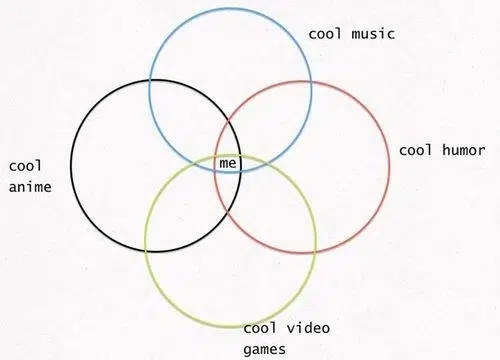 cool music
cool humor
me
cool
anime
cool video
games